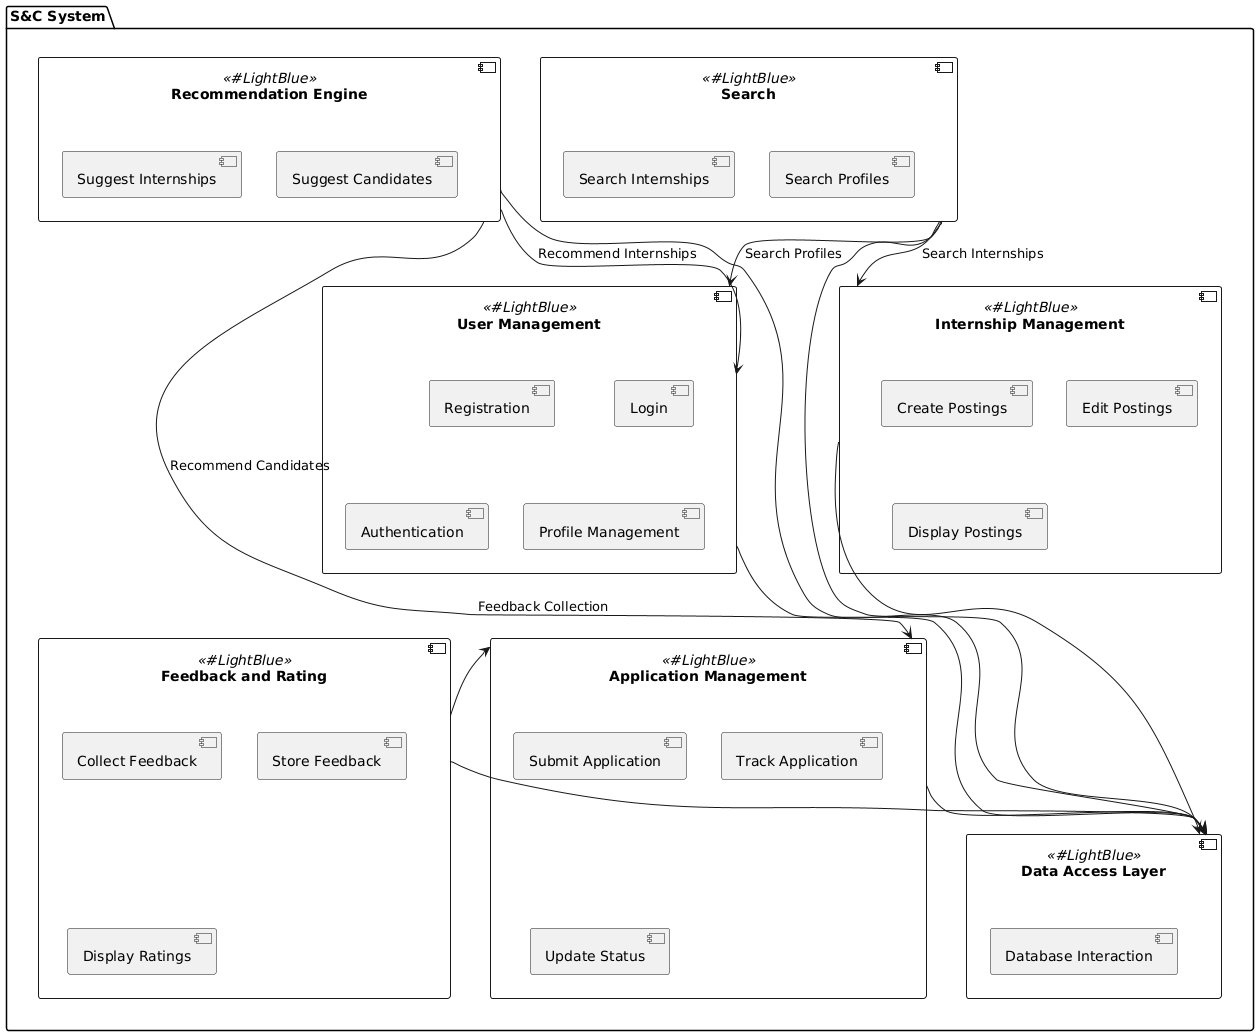 S&C System
«#LightBlue»
Recommendation Engine
Suggest Internships
Suggest Candidates
«#LightBlue»
Search
Search Internships
Search Profiles
Recommend Internships
Search Profiles
Search Internships
«#LightBlue»
User Management
Registration
Login
Authentication
Profile Management
«#LightBlue»
Internship Management
Create Postings
Edit Postings
Display Postings
Recommend Candidates
Feedback Collection
«#LightBlue»
Feedback and Rating
Collect Feedback
Store Feedback
Display Ratings
«#LightBlue»
Application Management
Submit Application
Track Application
Update Status
«#LightBlue»
Data Access Layer
Database Interaction